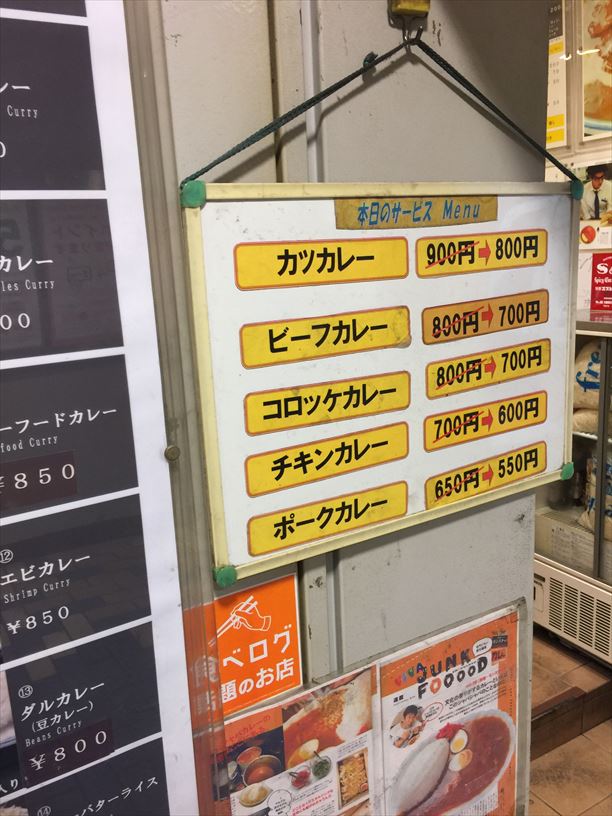 レー
Curry
カレー
les Curry
00
ーフードカレー
food Curry
¥850
⑫
エビカレー
Shrimp Curry
¥850
⑬
ダルカレー
(豆カレー)
Beans Curry
¥800
⑭
バターライス
本日のサービス Menu
カツカレー 900円➡800円
ビーフカレー 800円➡700円
コロッケカレー 800円➡700円
チキンカレー 700円➡600円
ポークカレー 650円➡550円
食べログ
題のお店
JUNK
FOOOOD